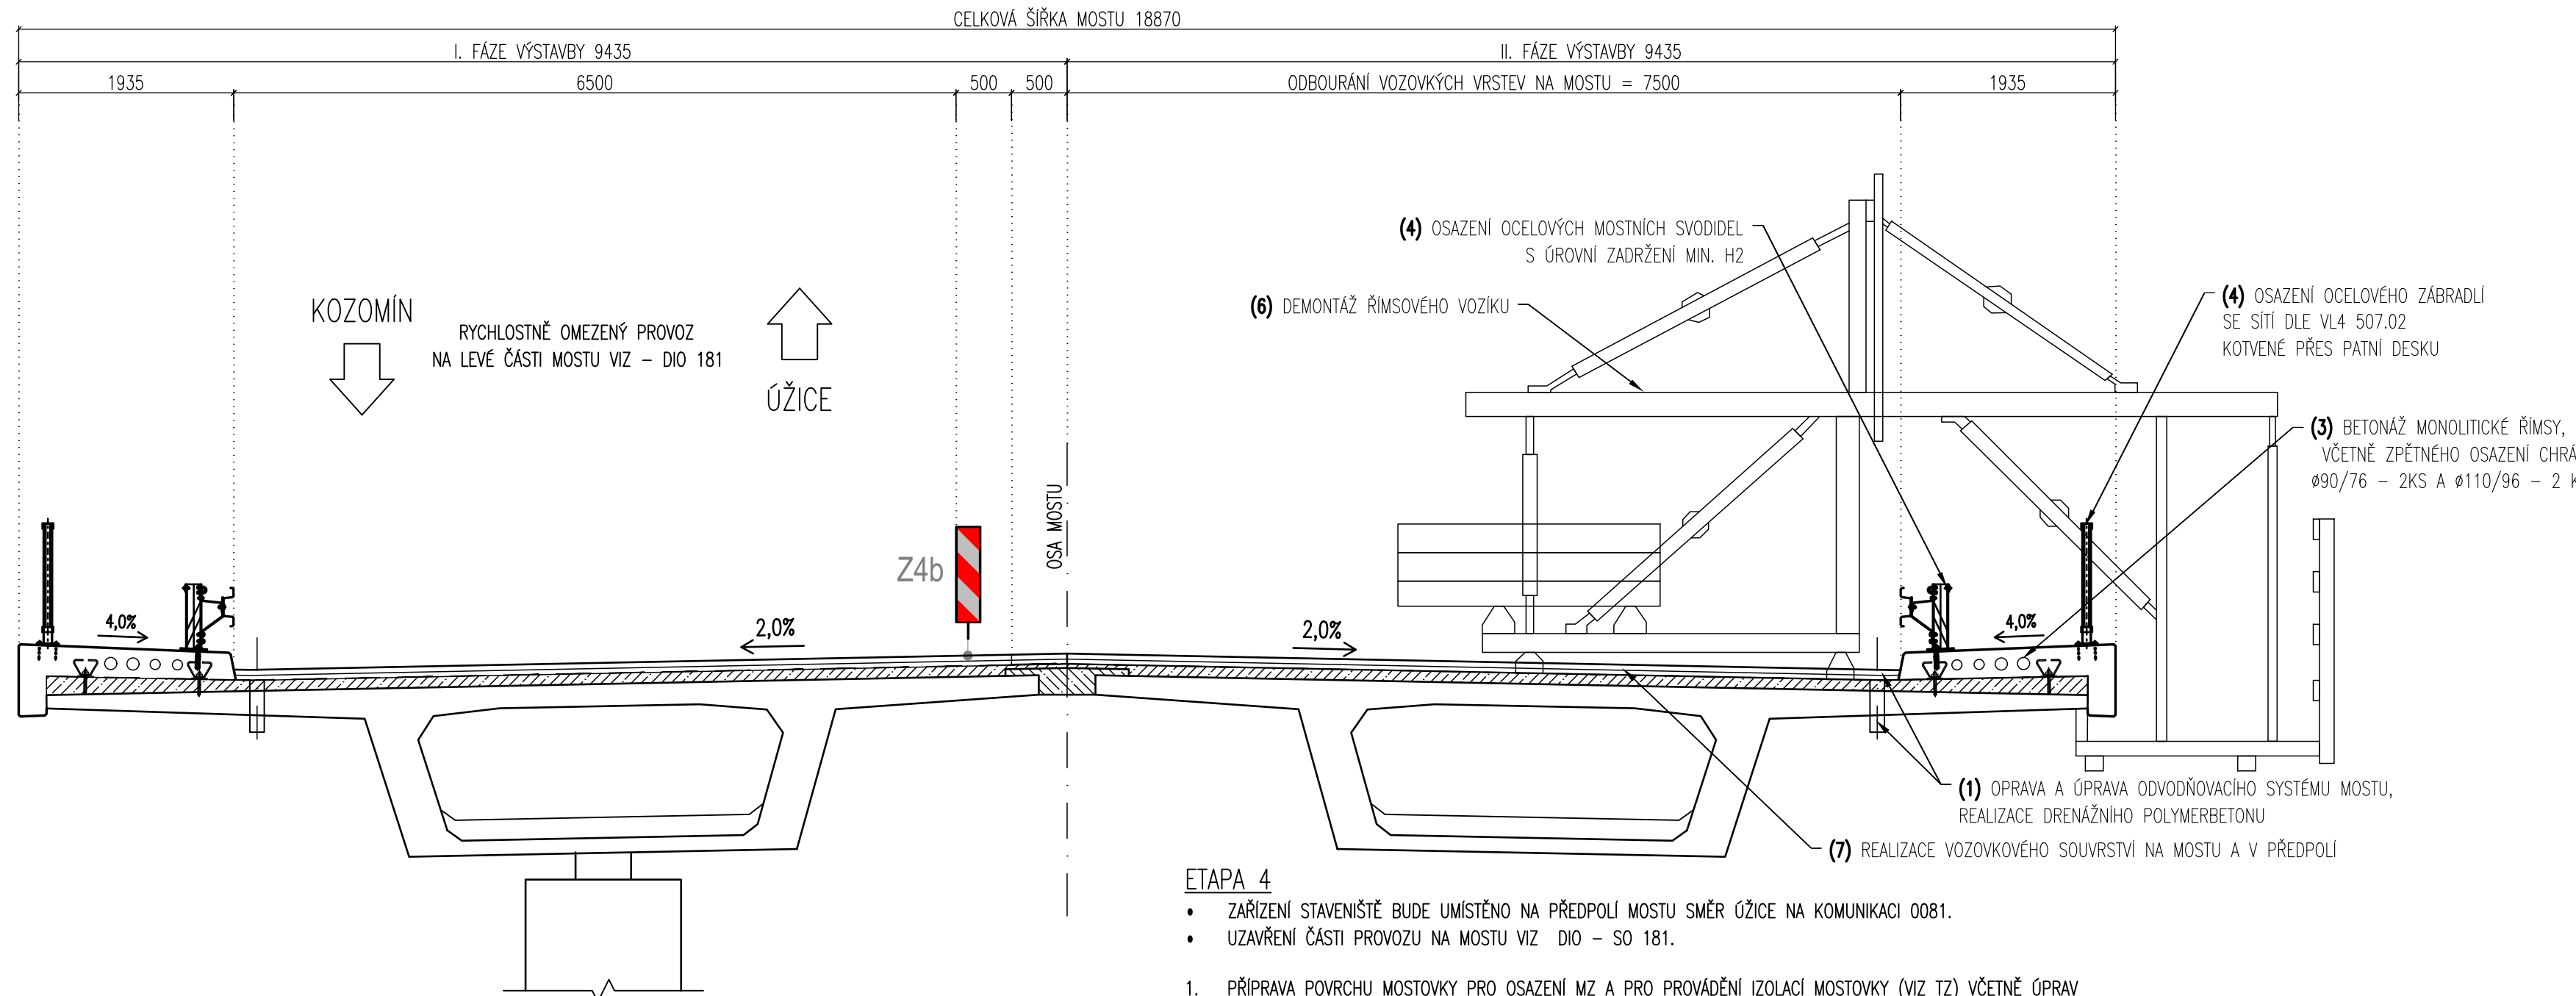 CELKOVÁ ŠÍŘKA MOSTU 18870
I. FÁZE VÝSTAVBY 9435
II. FÁZE VÝSTAVBY 9435
1935
6500
500
500
ODBOURÁNÍ VOZOVKÝCH VRSTEV NA MOSTU = 7500
1935
(4) OSAZENÍ OCELOVÝCH MOSTNÍCH SVODIDEL
S ÚROVNÍ ZADRŽENÍ MIN. H2
(6) DEMONTÁŽ ŘÍMSOVÉHO VOZÍKU
(4) OSAZENÍ OCELOVÉHO ZÁBRADLÍ
SE SÍTÍ DLE VL4 507.02
KOTVENÉ PŘES PATNÍ DESKU
KOZOMÍN
RYCHLOSTNĚ OMEZENÝ PROVOZ
NA LEVÉ ČÁSTI MOSTU VIZ – DIO 181
ÚŽICE
(3) BETONÁŽ MONOLITICKÉ ŘÍMSY,
VČETNĚ ZPĚTNÉHO OSAZENÍ
ø90/76 – 2KS A ø110/96 – 2
OSA MOSTU
Z4b
4,0%
2,0%
2,0%
4,0%
(1) OPRAVA A ÚPRAVA ODVODŇOVACÍHO SYSTÉMU MOSTU,
REALIZACE DRENÁŽNÍHO POLYMERBETONU
(7) REALIZACE VOZOVKOVÉHO SOUVRSTVÍ NA MOSTU A V PŘEDPOLÍ
ETAPA 4
• ZAŘÍZENÍ STAVENIŠTĚ BUDE UMÍSTĚNO NA PŘEDPOLÍ MOSTU SMĚR ÚŽICE NA KOMUNIKACI 0081.
• UZAVŘENÍ ČÁSTI PROVOZU NA MOSTU VIZ DIO – SO 181.
1. PŘÍPRAVA POVRCHU MOSTOVKY PRO OSAZENÍ MZ A PRO PROVÁDĚNÍ IZOLACÍ MOSTOVKY (VIZ TZ) VČETNĚ ÚPRAV